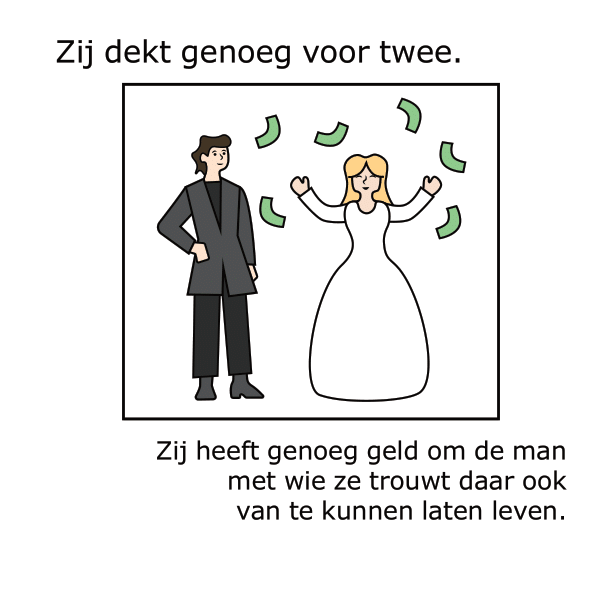 Zij dekt genoeg voor twee.
Zij heeft genoeg geld om de man
met wie ze trouwt daar ook
van te kunnen laten leven.